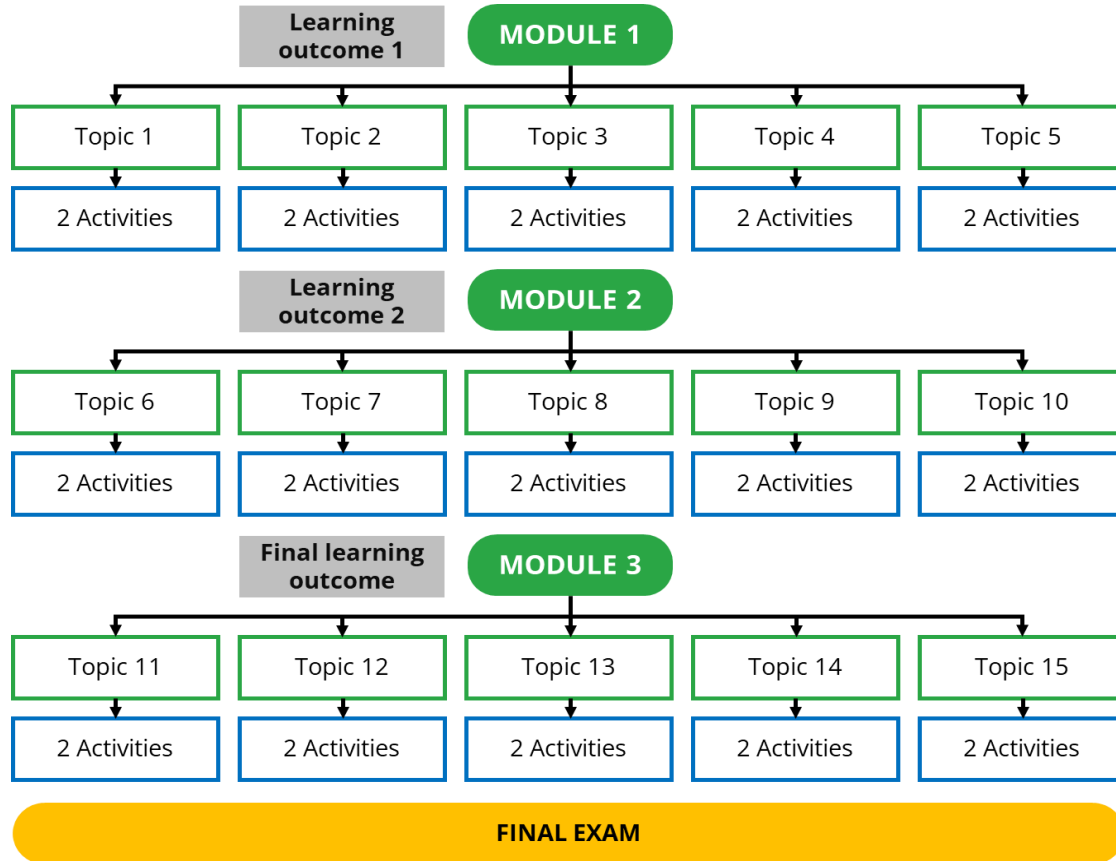 Learning
outcome 1
MODULE 1
Topic 1
Topic 2
Topic 3
Topic 4
Topic 5
2 Activities
2 Activities
2 Activities
2 Activities
2 Activities
Learning
outcome 2
MODULE 2
Topic 6
Topic 7
Topic 8
Topic 9
Topic 10
2 Activities
2 Activities
2 Activities
2 Activities
2 Activities
Final learning
outcome
MODULE 3
Topic 11
Topic 12
Topic 13
Topic 14
Topic 15
2 Activities
2 Activities
2 Activities
2 Activities
2 Activities
FINAL EXAM